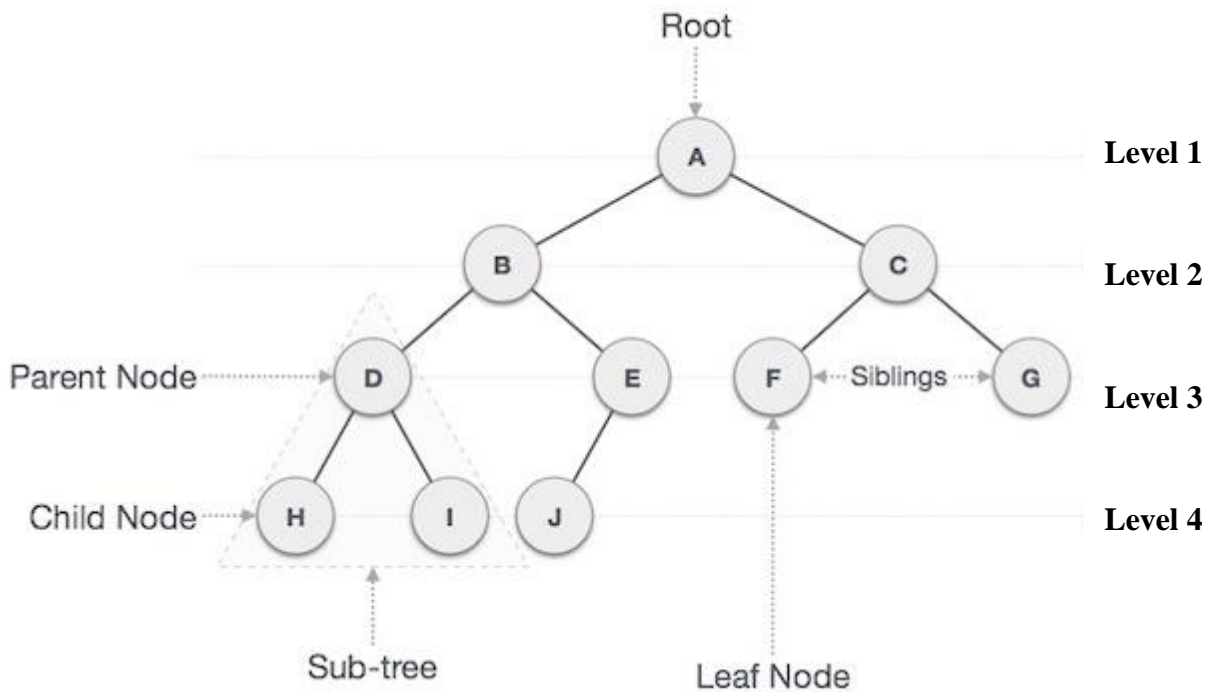 Root
A
Level 1
B
C
Level 2
Parent Node
D
E
F
Siblings
G
Level 3
Child Node
H
I
J
Level 4
Sub-tree
Leaf Node